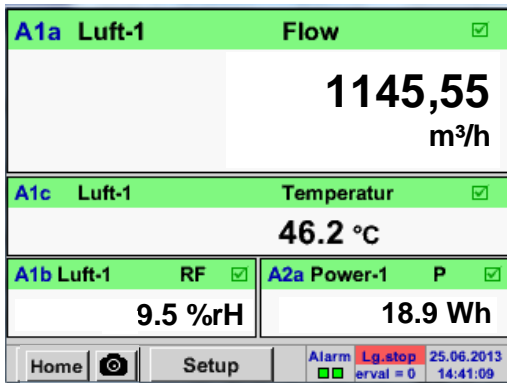 A1a Luft-1 Flow
1145,55
m³/h
A1c Luft-1 Temperatur
46.2 °C
A1b Luft-1 RF
9.5 %rH
A2a Power-1 P
18.9 Wh
Home Setup
Alarm
Lg.stop
erval = 0
25.06.2013
14:41:09